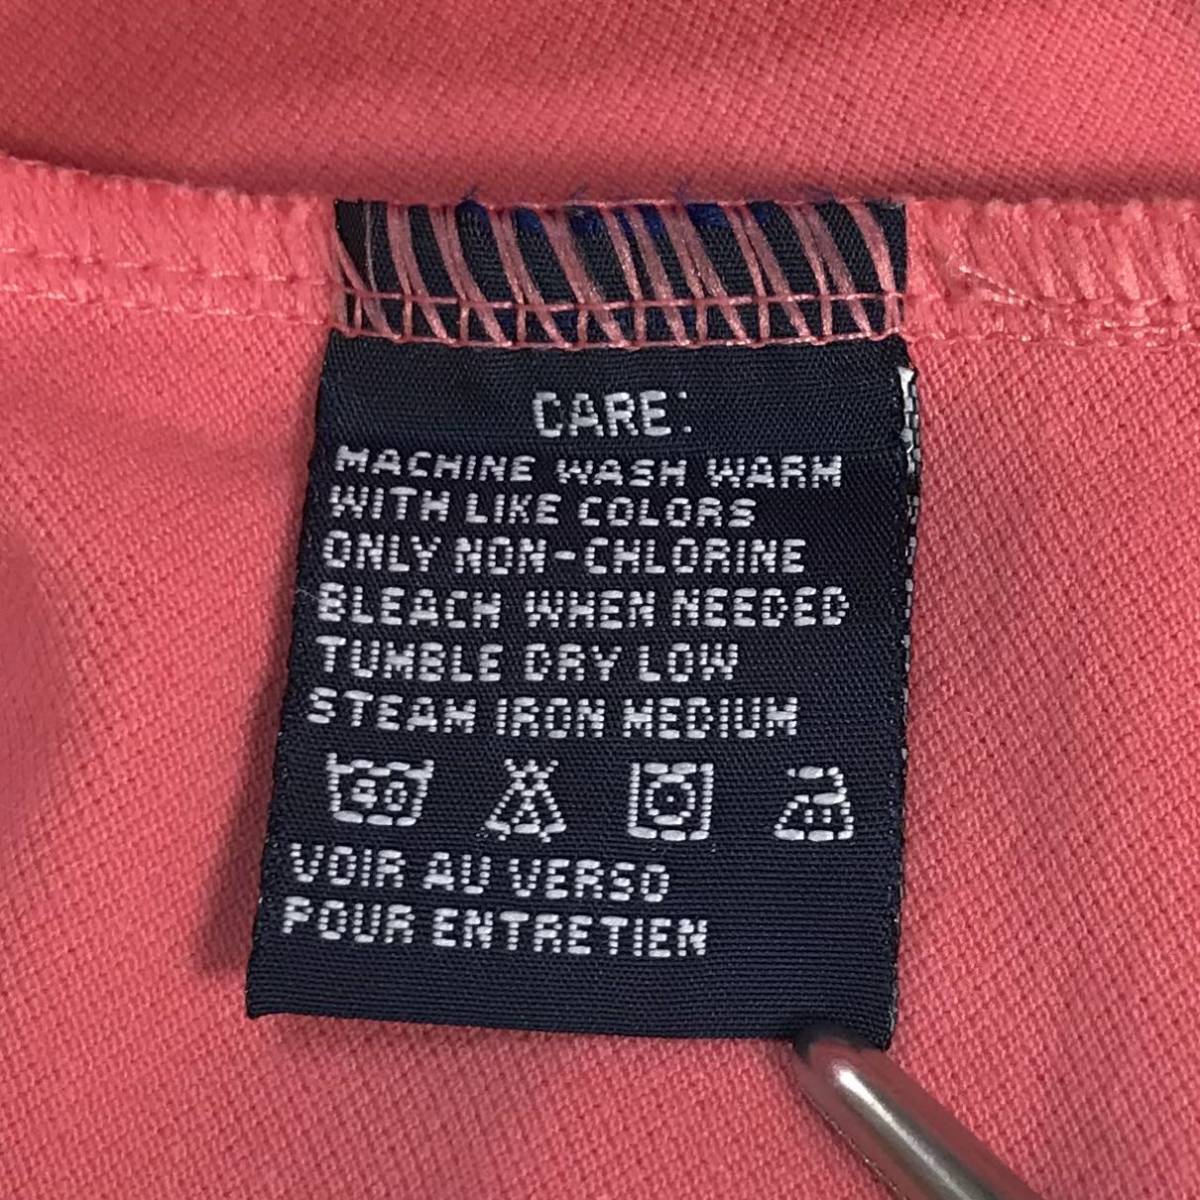 CARE:
MACHINE WASH WARM
WITH LIKE COLORS
ONLY NON-CHLORINE
BLEACH WHEN NEEDED
TUMBLE DRY LOW
STEAM IRON MEDIUM
40
VOIR AU VERSO
POUR ENTRETIEN